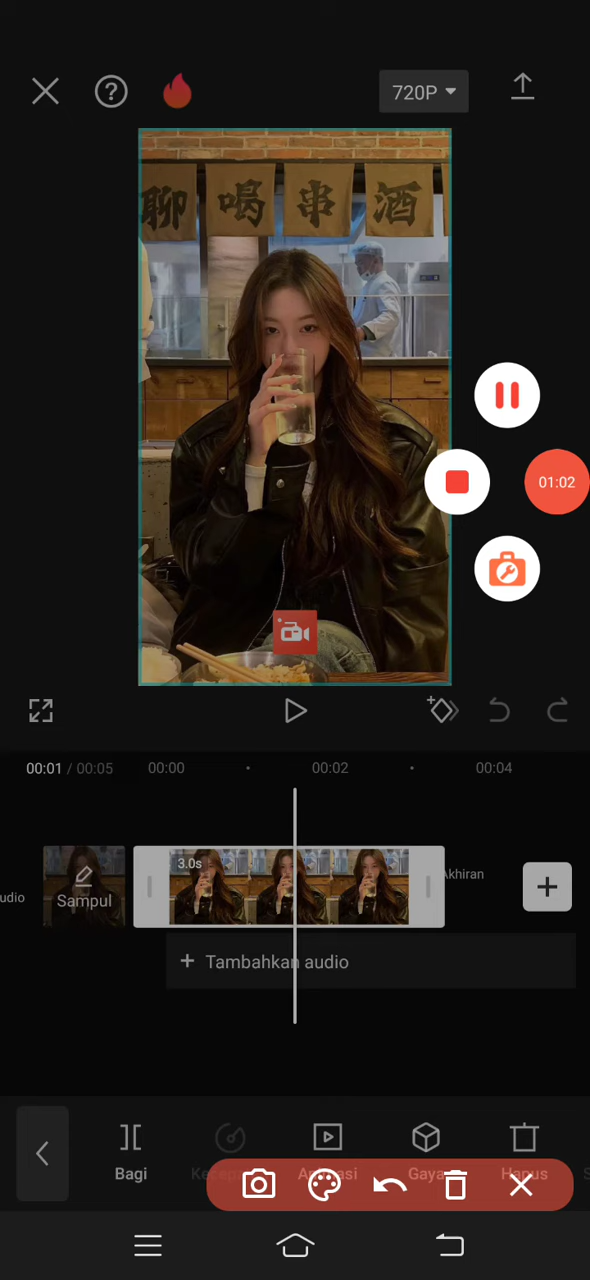 720P
聊 喝 串 酒
01:02
00:01 / 00:05 00:00 00:02 00:04
3.0s
Sampul
Akhiran
udio
+ Tambahkan audio
Bagi Gaya Hapus